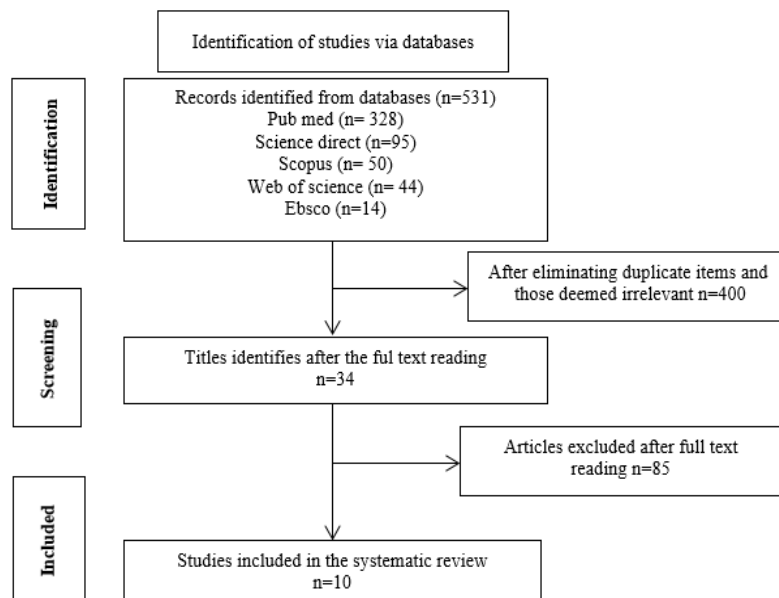 Identification of studies via databases
Identification
Records identified from databases (n=531)
Pub med (n= 328)
Science direct (n=95)
Scopus (n= 50)
Web of science (n= 44)
Ebsco (n=14)
After eliminating duplicate items and
those deemed irrelevant n=400
Screening
Titles identifies after the ful text reading
n=34
Articles excluded after full text
reading n=85
Included
Studies included in the systematic review
n=10